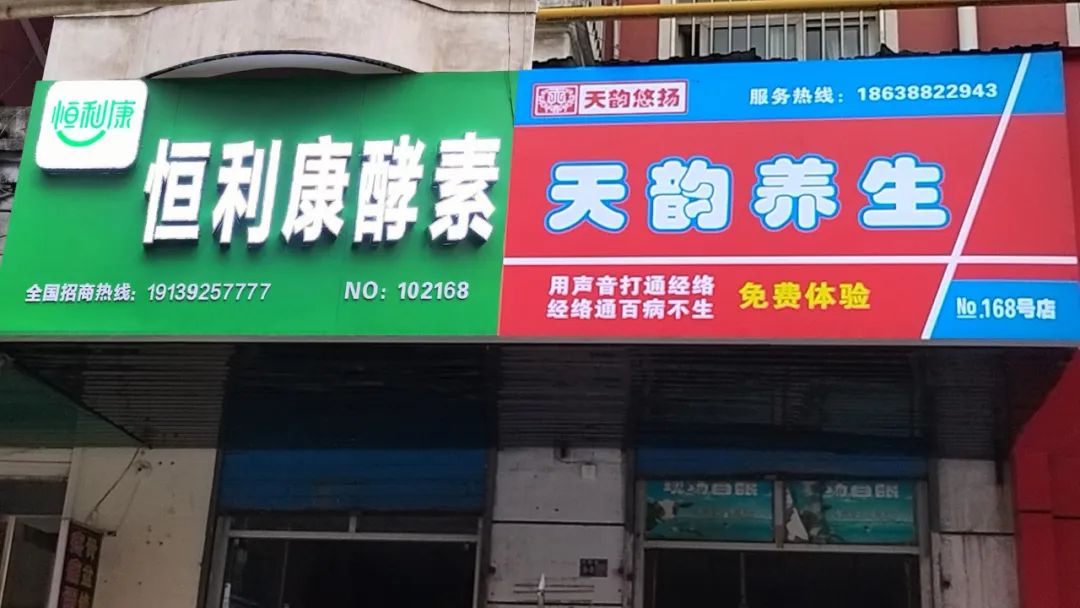 恒利康
恒利康酵素
全国招商热线：19139257777
NO：102168
天韵悠扬
服务热线：18638822943
天韵养生
用声音打通经络
经络通百病不生
免费体验
No.168号店